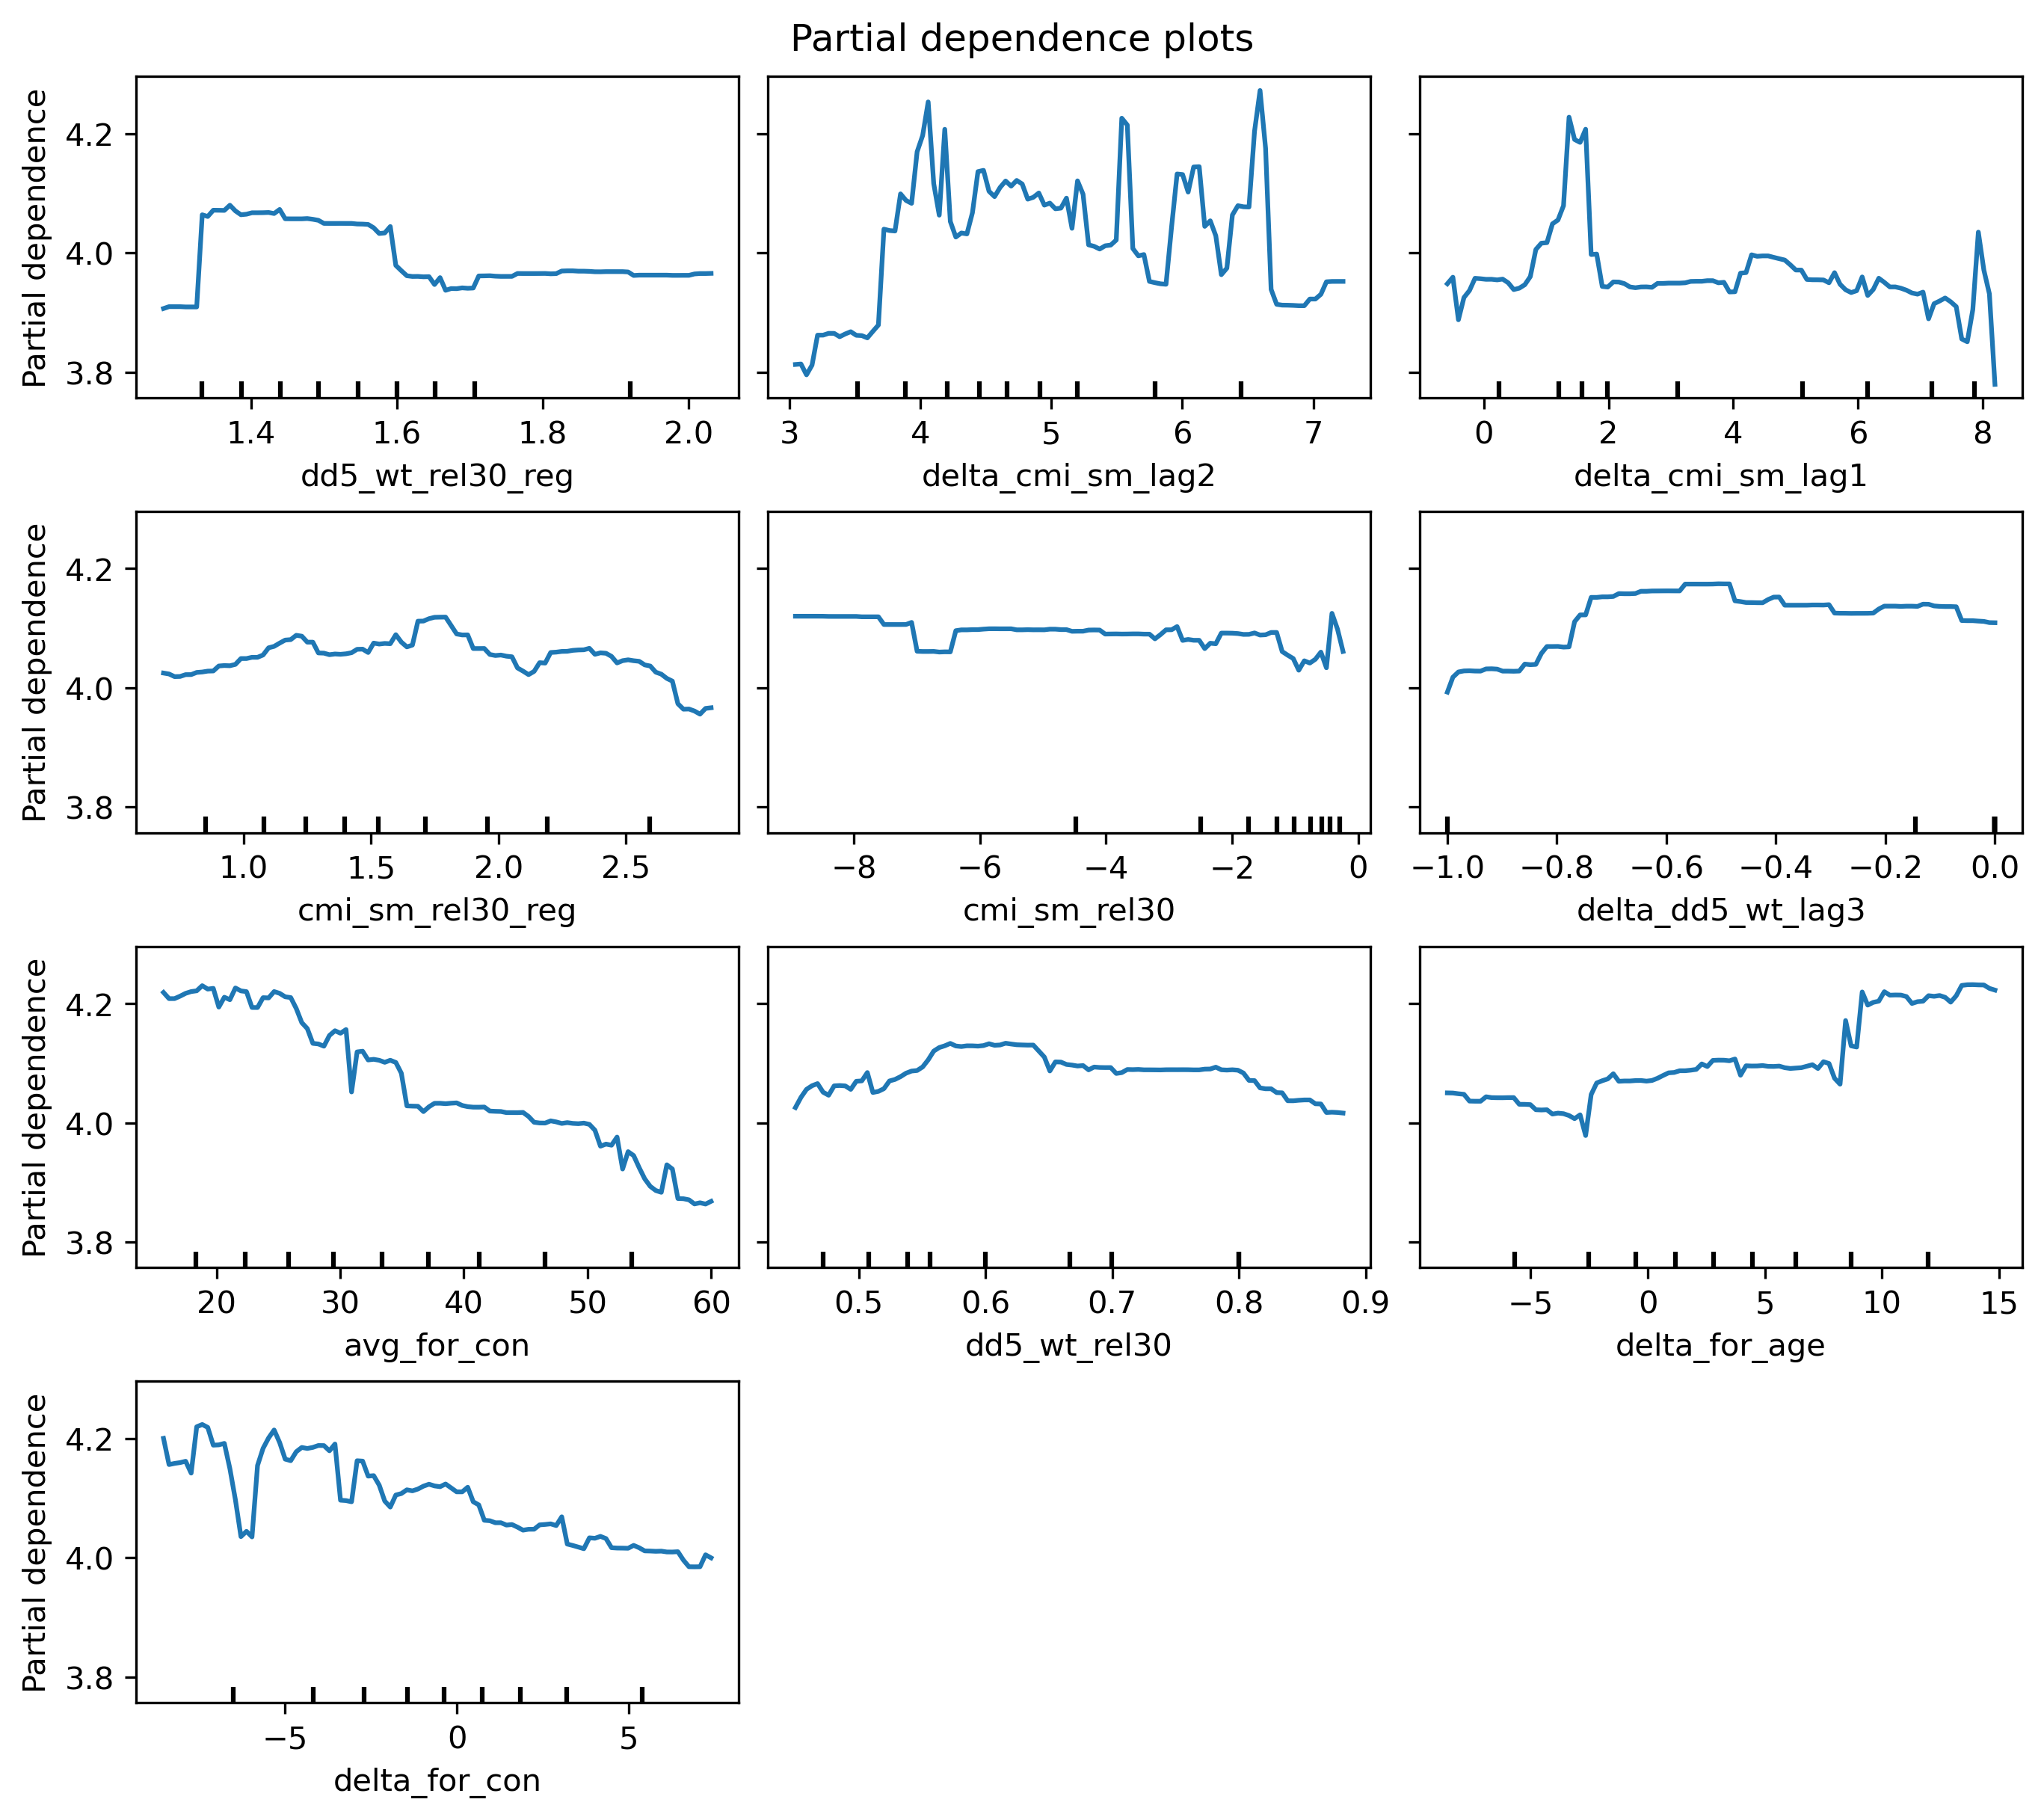 Partial dependence plots
Partial dependence
4.2
4.0
3.8
1.4 1.6 1.8 2.0
dd5_wt_rel30_reg
3 4 5 6 7
delta_cmi_sm_lag2
0 2 4 6 8
delta_cmi_sm_lag1
Partial dependence
4.2
4.0
3.8
1.0 1.5 2.0 2.5
cmi_sm_rel30_reg
−8 −6 −4 −2 0
cmi_sm_rel30
−1.0 −0.8 −0.6 −0.4 −0.2 0.0
delta_dd5_wt_lag3
Partial dependence
4.2
4.0
3.8
20 30 40 50 60
avg_for_con
0.5 0.6 0.7 0.8 0.9
dd5_wt_rel30
−5 0 5 10 15
delta_for_age
Partial dependence
4.2
4.0
3.8
−5 0 5
delta_for_con